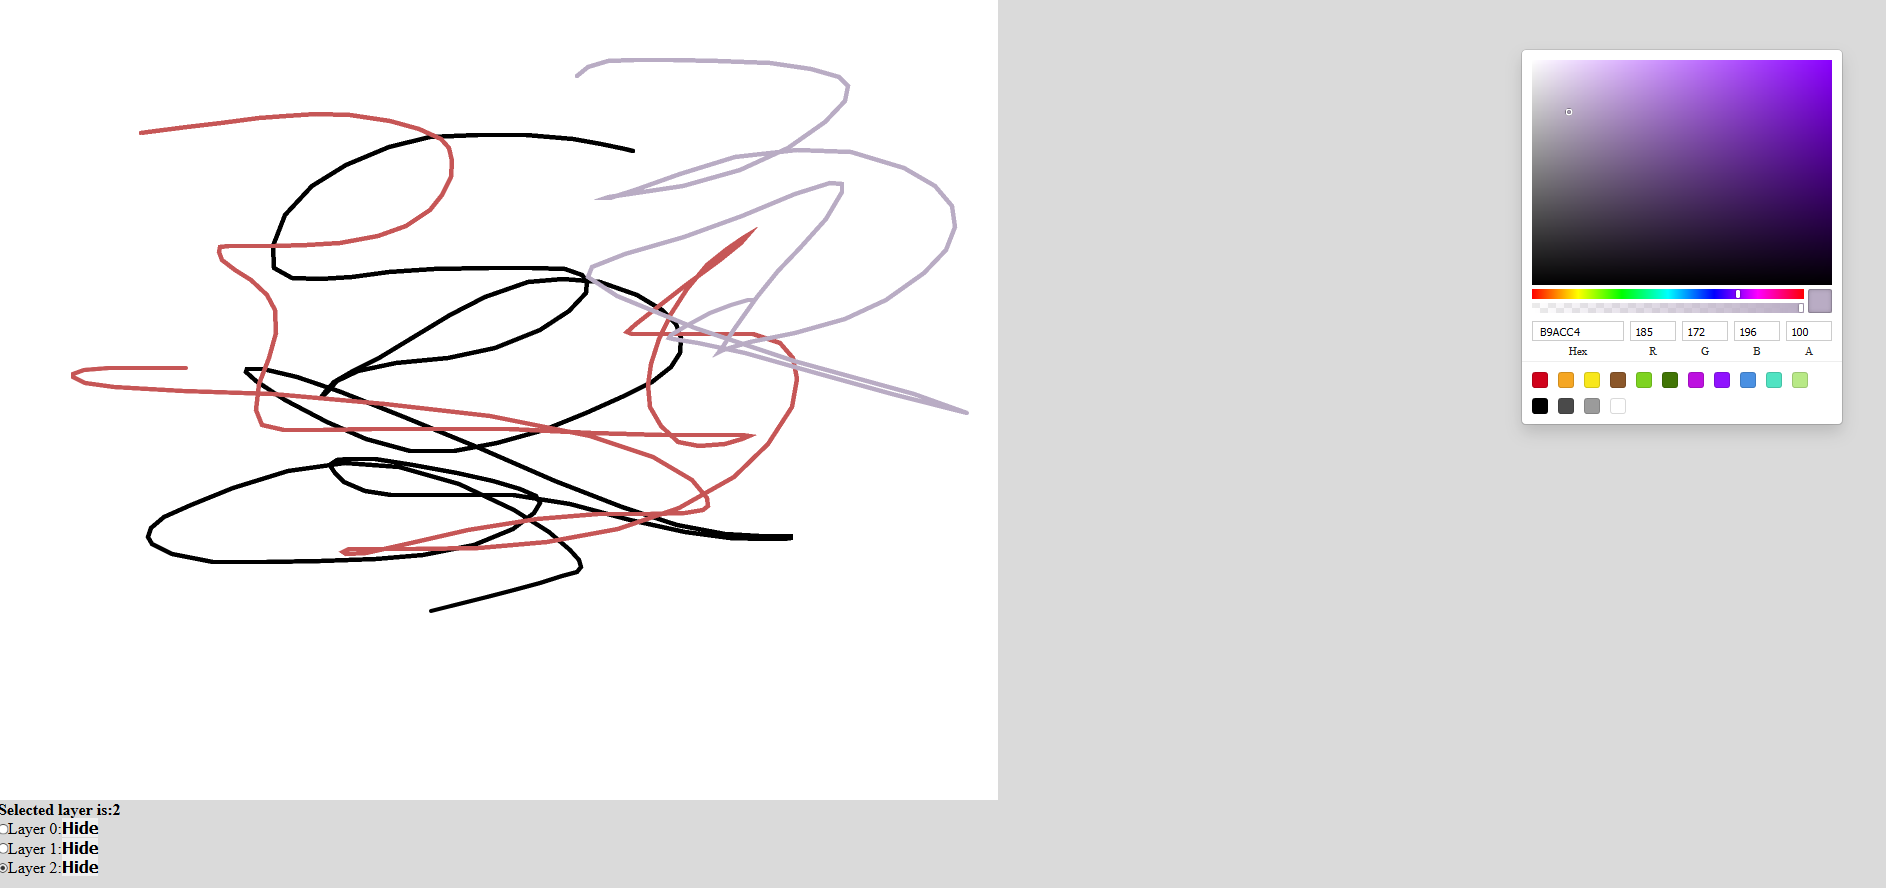 B9ACC4 185 172 196 100
Hex R G B A
Selected layer is:2
Layer 0:Hide
Layer 1:Hide
Layer 2:Hide